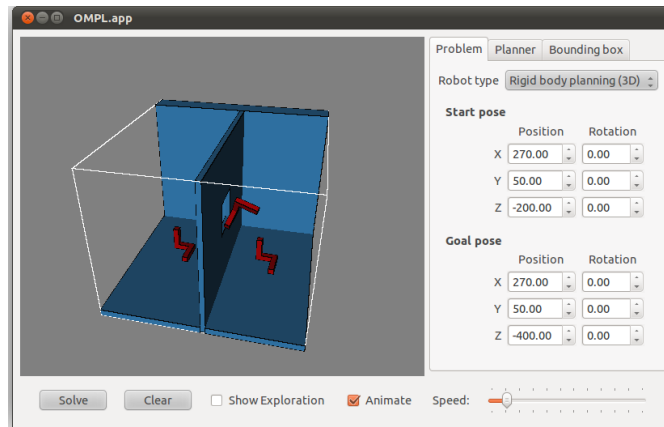 OMPL.app
Problem Planner Bounding box
Robot type Rigid body planning (3D)
Start pose
Position Rotation
X 270.00 0.00
Y 50.00 0.00
Z -200.00 0.00
Goal pose
Position Rotation
X 270.00 0.00
Y 50.00 0.00
Z -400.00 0.00
Solve Clear Show Exploration Animate Speed: